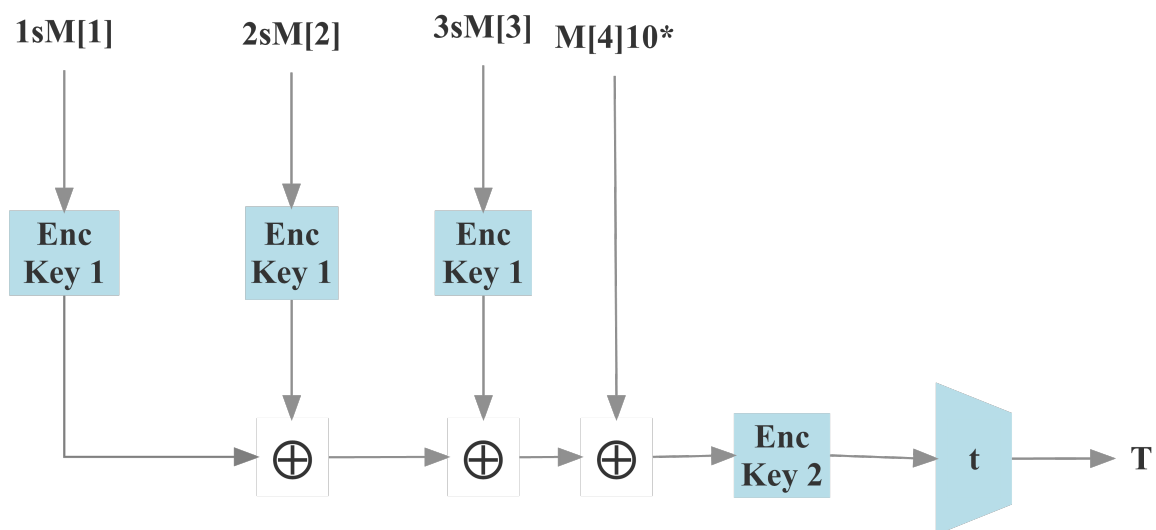 1sM[1]
2sM[2]
3sM[3]
M[4]10*
Enc
Key 1
Enc
Key 1
Enc
Key 1
Enc
Key 2
t
T